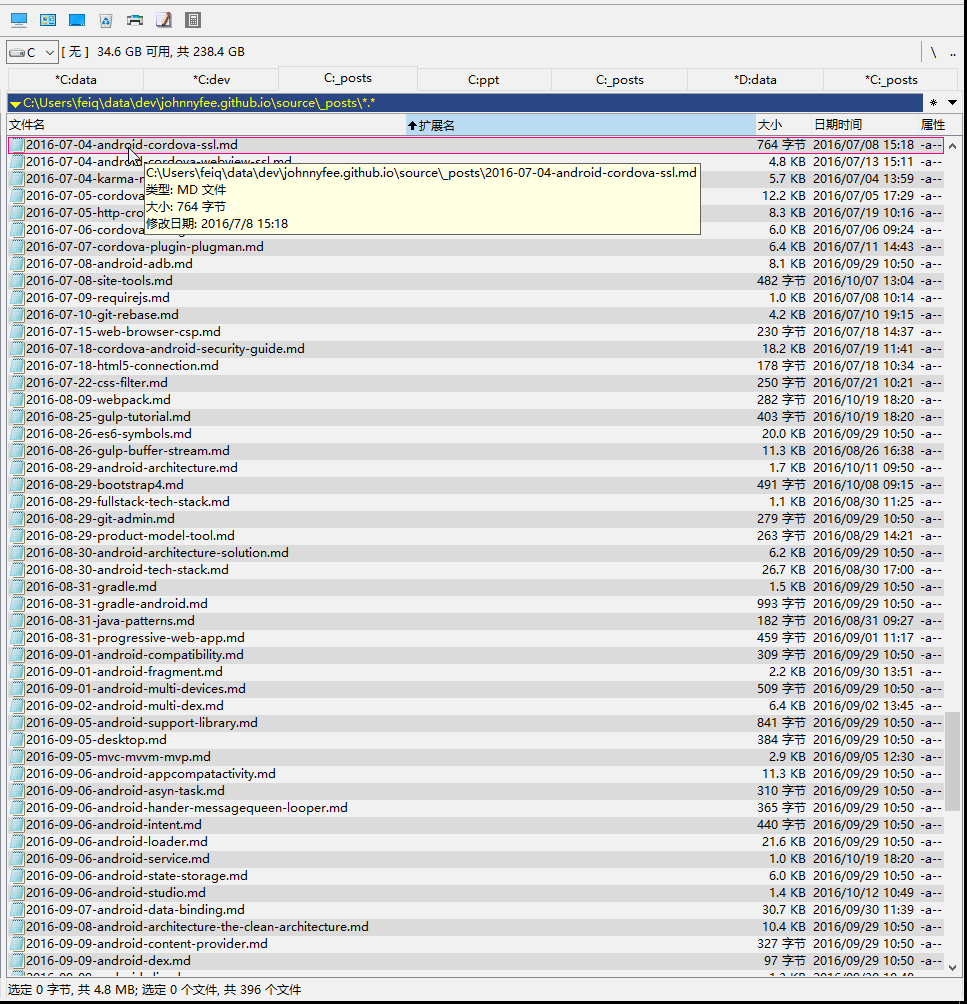 C [ 无 ] 34.6 GB 可用, 共 238.4 GB \ ..
*C:data *C:dev C:_posts C:ppt C:_posts *D:data *C:_posts
C:\Users\feiq\data\dev\johnnyfee.github.io\source\_posts\*.* *
文件名 扩展名 大小 日期时间 属性
2016-07-04-android-cordova-ssl.md 764 字节 2016/07/08 15:18 -a--
2016-07-04-android-cordova-webview-ssl.md 4.8 KB 2016/07/13 15:11 -a--
C:\Users\feiq\data\dev\johnnyfee.github.io\source\_posts\2016-07-04-android-cordova-ssl.md
类型: MD 文件
大小: 764 字节
修改日期: 2016/7/8 15:18
2016-07-04-karma- 5.7 KB 2016/07/04 13:59 -a--
2016-07-05-cordova 12.2 KB 2016/07/05 17:29 -a--
2016-07-05-http-cro 8.3 KB 2016/07/19 10:16 -a--
2016-07-06-cordova 6.0 KB 2016/07/06 09:24 -a--
2016-07-07-cordova-plugin-plugman.md 6.4 KB 2016/07/11 14:43 -a--
2016-07-08-android-adb.md 8.1 KB 2016/09/29 10:50 -a--
2016-07-08-site-tools.md 482 字节 2016/10/07 13:04 -a--
2016-07-09-requirejs.md 1.0 KB 2016/07/08 10:14 -a--
2016-07-10-git-rebase.md 4.2 KB 2016/07/10 19:15 -a--
2016-07-15-web-browser-csp.md 230 字节 2016/07/18 14:37 -a--
2016-07-18-cordova-android-security-guide.md 18.2 KB 2016/07/19 11:41 -a--
2016-07-18-html5-connection.md 178 字节 2016/07/18 10:34 -a--
2016-07-22-css-filter.md 250 字节 2016/07/21 10:21 -a--
2016-08-09-webpack.md 282 字节 2016/10/19 18:20 -a--
2016-08-25-gulp-tutorial.md 403 字节 2016/10/19 18:20 -a--
2016-08-26-es6-symbols.md 20.0 KB 2016/09/29 10:50 -a--
2016-08-26-gulp-buffer-stream.md 11.3 KB 2016/08/26 16:38 -a--
2016-08-29-android-architecture.md 1.7 KB 2016/10/11 09:50 -a--
2016-08-29-bootstrap4.md 491 字节 2016/10/08 09:15 -a--
2016-08-29-fullstack-tech-stack.md 1.1 KB 2016/08/30 11:25 -a--
2016-08-29-git-admin.md 279 字节 2016/09/29 10:50 -a--
2016-08-29-product-model-tool.md 263 字节 2016/08/29 14:21 -a--
2016-08-30-android-architecture-solution.md 6.2 KB 2016/09/29 10:50 -a--
2016-08-30-android-tech-stack.md 26.7 KB 2016/08/30 17:00 -a--
2016-08-31-gradle.md 1.5 KB 2016/09/29 10:50 -a--
2016-08-31-gradle-android.md 993 字节 2016/09/29 10:50 -a--
2016-08-31-java-patterns.md 182 字节 2016/08/31 09:27 -a--
2016-08-31-progressive-web-app.md 459 字节 2016/09/01 11:17 -a--
2016-09-01-android-compatibility.md 309 字节 2016/09/29 10:50 -a--
2016-09-01-android-fragment.md 2.2 KB 2016/09/30 13:51 -a--
2016-09-01-android-multi-devices.md 509 字节 2016/09/29 10:50 -a--
2016-09-02-android-multi-dex.md 6.4 KB 2016/09/02 13:45 -a--
2016-09-05-android-support-library.md 841 字节 2016/09/29 10:50 -a--
2016-09-05-desktop.md 384 字节 2016/09/29 10:50 -a--
2016-09-05-mvc-mvvm-mvp.md 2.9 KB 2016/09/05 12:30 -a--
2016-09-06-android-appcompatactivity.md 11.3 KB 2016/09/29 10:50 -a--
2016-09-06-android-asyn-task.md 310 字节 2016/09/29 10:50 -a--
2016-09-06-android-hander-messagequeen-looper.md 365 字节 2016/09/29 10:50 -a--
2016-09-06-android-intent.md 440 字节 2016/09/29 10:50 -a--
2016-09-06-android-loader.md 21.6 KB 2016/09/29 10:50 -a--
2016-09-06-android-service.md 1.0 KB 2016/10/19 18:20 -a--
2016-09-06-android-state-storage.md 6.0 KB 2016/09/29 10:50 -a--
2016-09-06-android-studio.md 1.4 KB 2016/10/12 10:49 -a--
2016-09-07-android-data-binding.md 30.7 KB 2016/09/30 11:39 -a--
2016-09-08-android-architecture-the-clean-architecture.md 10.4 KB 2016/09/29 10:50 -a--
2016-09-09-android-content-provider.md 327 字节 2016/09/29 10:50 -a--
2016-09-09-android-dex.md 97 字节 2016/09/29 10:50 -a--
选定 0 字节, 共 4.8 MB; 选定 0 个文件, 共 396 个文件